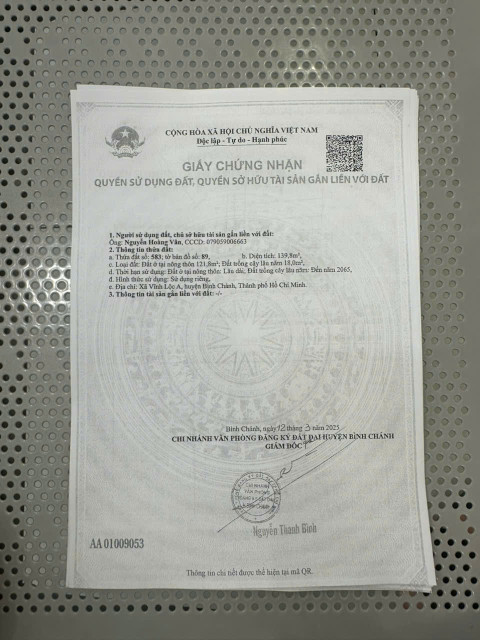 CỘNG HÒA XÃ HỘI CHỦ NGHĨA VIỆT NAM
Độc lập - Tự do - Hạnh phúc
GIẤY CHỨNG NHẬN
QUYỀN SỬ DỤNG ĐẤT, QUYỀN SỞ HỮU TÀI SẢN GẮN LIỀN VỚI ĐẤT
1. Người sử dụng đất, chủ sở hữu tài sản gắn liền với đất:
Ông: Nguyễn Hoàng Vân, CCCD: 079059006663
2. Thông tin thửa đất:
a. Thửa đất số: 583; tờ bản đồ số: 89, b. Diện tích: 139,8m²,
c. Loại đất: Đất ở tại nông thôn 121,8m², Đất trồng cây lâu năm 18,0m²,
d. Thời hạn sử dụng: Đất ở tại nông thôn: Lâu dài, Đất trồng cây lâu năm: Đến năm 2065,
đ. Hình thức sử dụng: Sử dụng riêng,
e. Địa chỉ: Xã Vĩnh Lộc A, huyện Bình Chánh, Thành phố Hồ Chí Minh.
3. Thông tin tài sản gắn liền với đất: -/-
Bình Chánh, ngày 12 tháng 3 năm 2025
CHI NHÁNH VĂN PHÒNG ĐĂNG KÝ ĐẤT ĐAI HUYỆN BÌNH CHÁNH
GIÁM ĐỐC
CHI NHÁNH
VĂN PHÒNG
Nguyễn Thanh Bình
AA 01009053
Thông tin chi tiết được thể hiện tại mã QR.